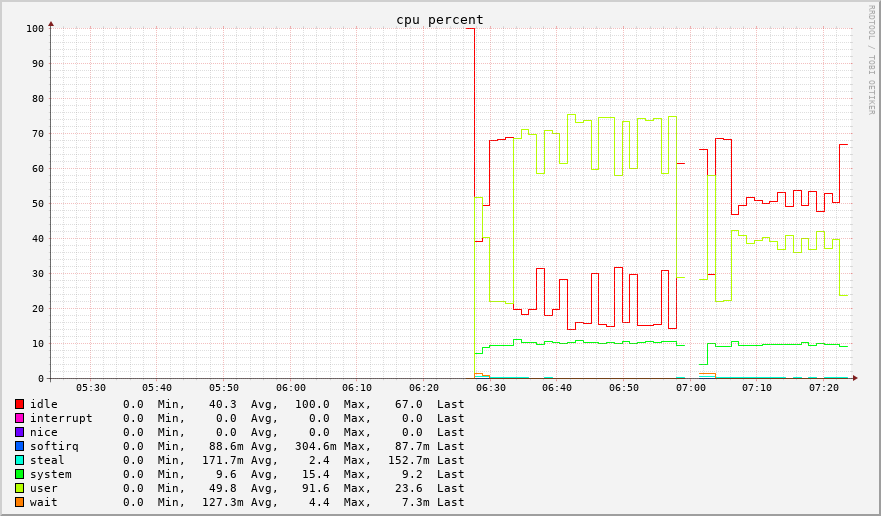 cpu percent
RRDTOOL / TOBI OETIKER
100
90
80
70
60
50
40
30
20
10
0
05:30 05:40 05:50 06:00 06:10 06:20 06:30 06:40 06:50 07:00 07:10 07:20
idle 0.0 Min, 40.3 Avg, 100.0 Max, 67.0 Last
interrupt 0.0 Min, 0.0 Avg, 0.0 Max, 0.0 Last
nice 0.0 Min, 0.0 Avg, 0.0 Max, 0.0 Last
softirq 0.0 Min, 88.6m Avg, 304.6m Max, 87.7m Last
steal 0.0 Min, 171.7m Avg, 2.4 Max, 152.7m Last
system 0.0 Min, 9.6 Avg, 15.4 Max, 9.2 Last
user 0.0 Min, 49.8 Avg, 91.6 Max, 23.6 Last
wait 0.0 Min, 127.3m Avg, 4.4 Max, 7.3m Last